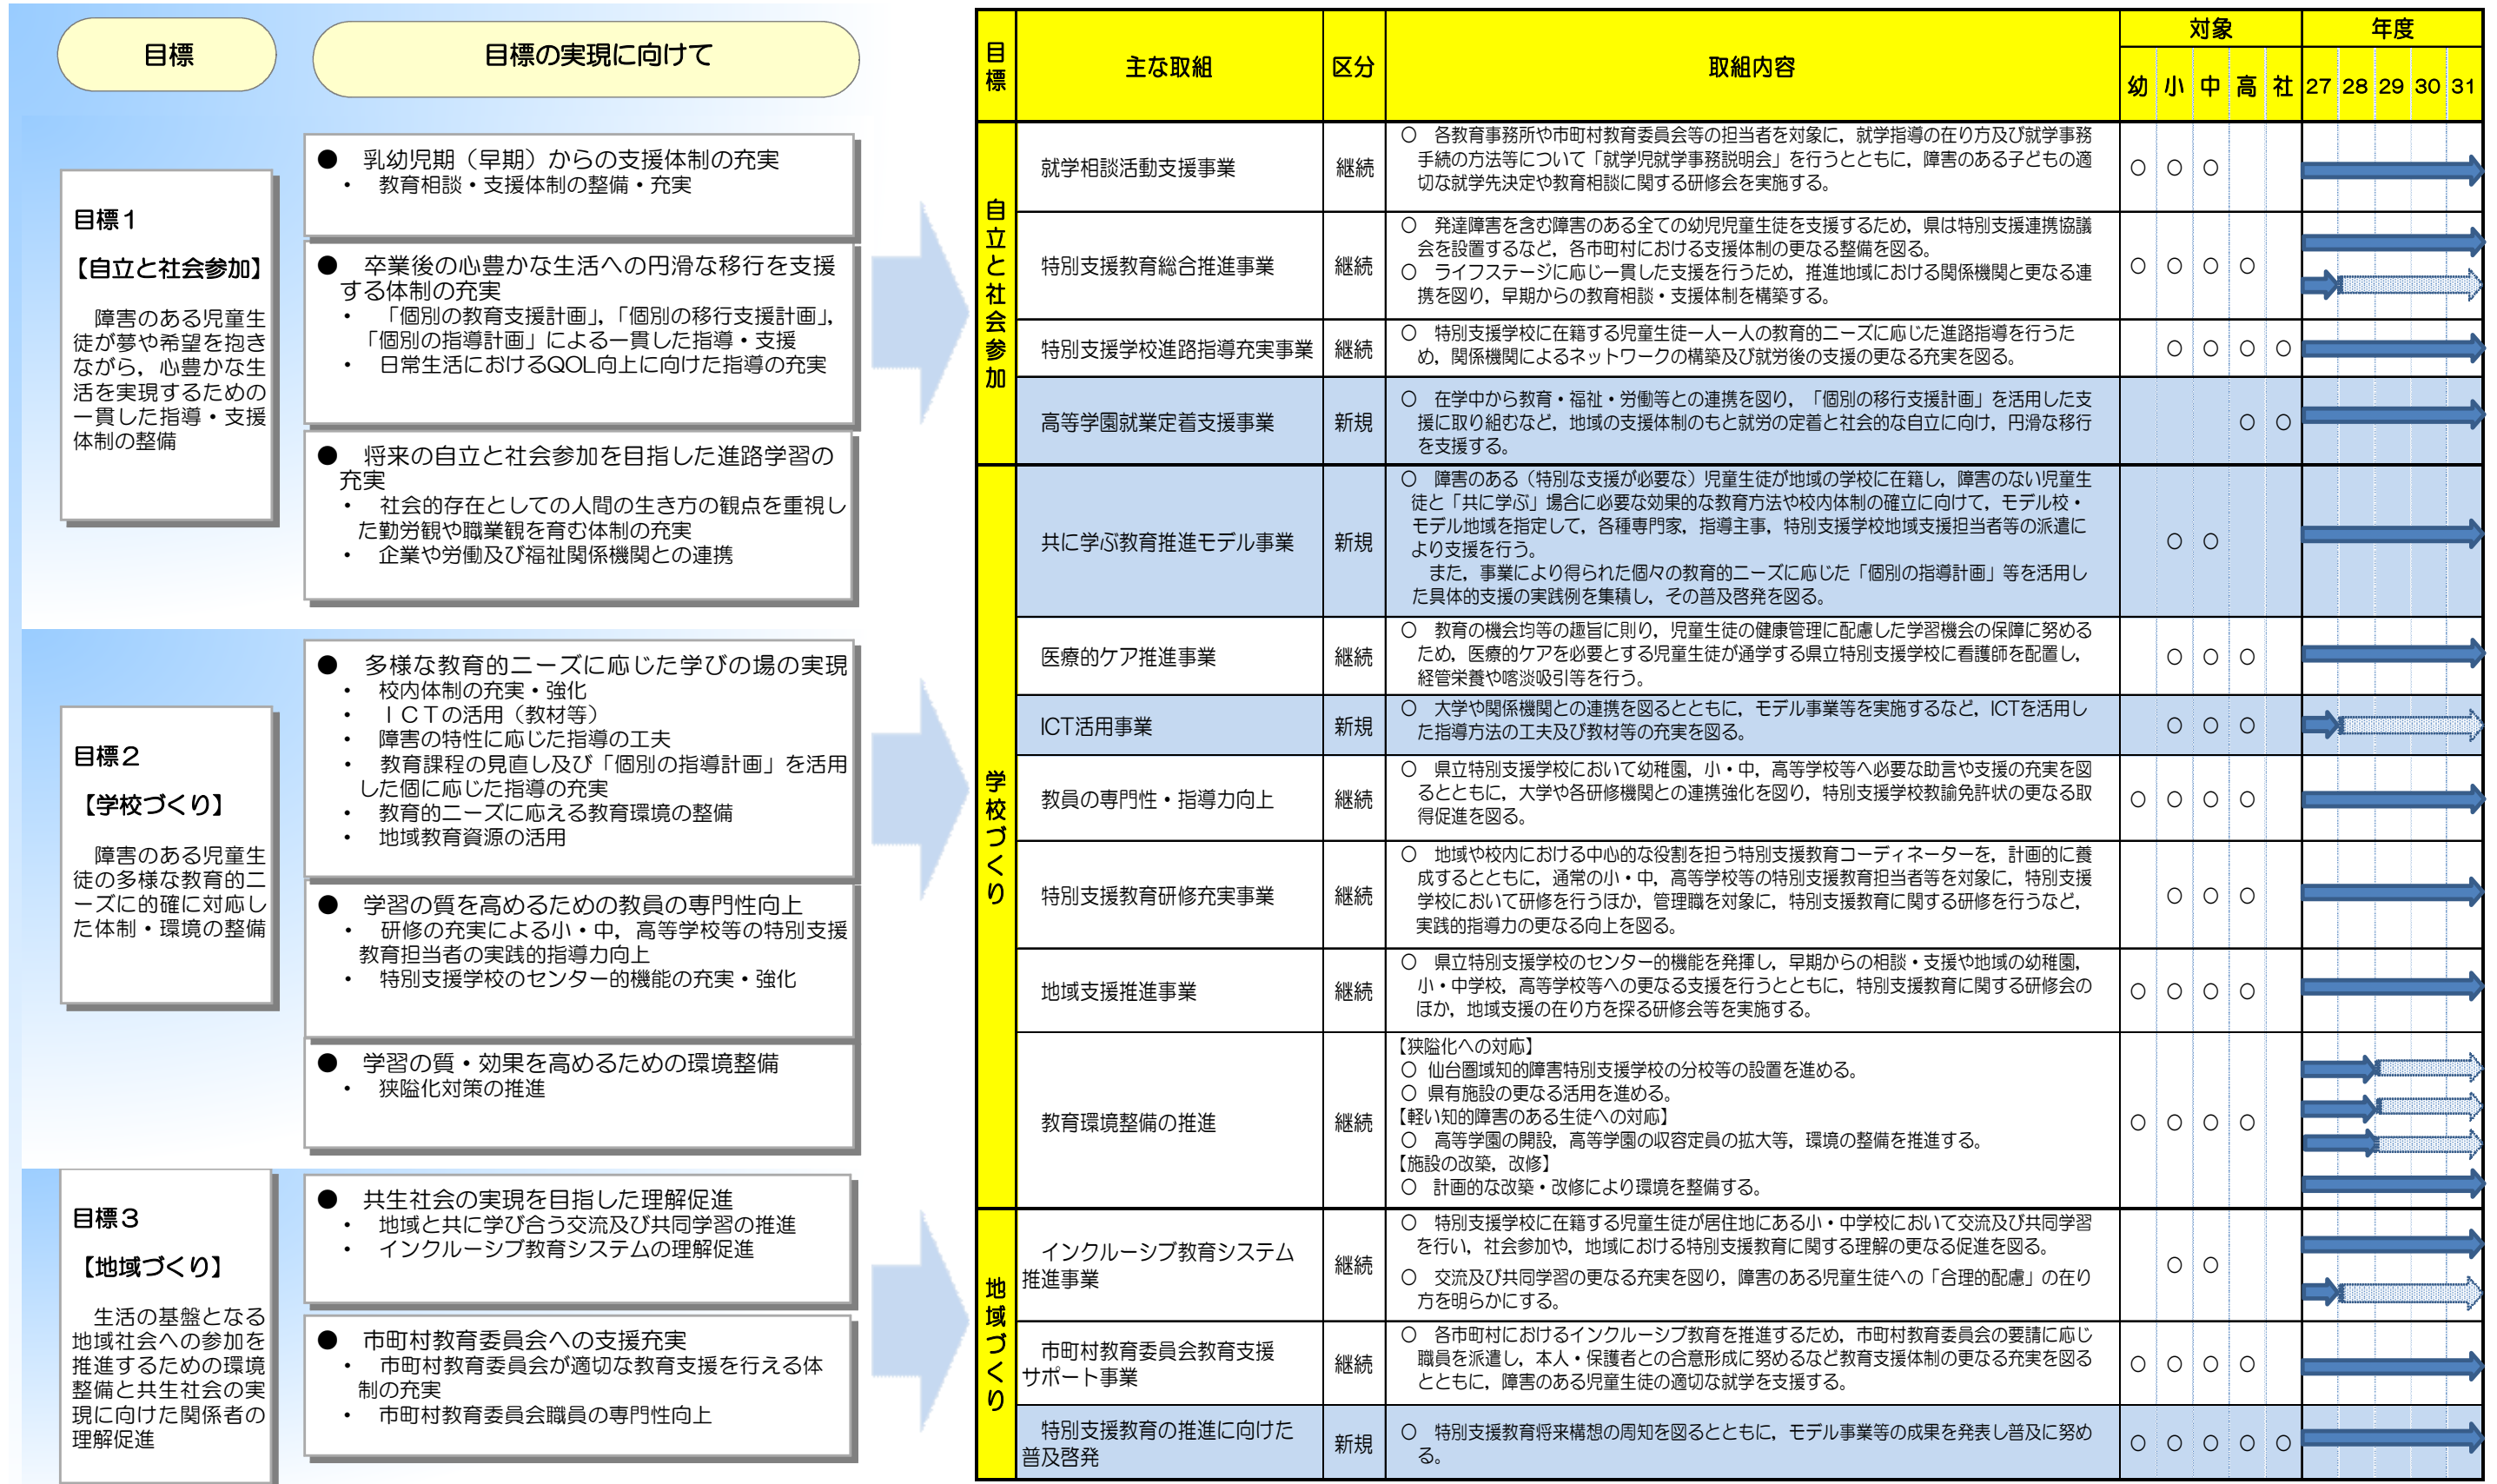 目標
目標の実現に向けて
目標１
【自立と社会参加】
障害のある児童生
徒が夢や希望を抱き
ながら，心豊かな生
活を実現するための
一貫した指導・支援
体制の整備
● 乳幼児期（早期）からの支援体制の充実
・ 教育相談・支援体制の整備・充実
● 卒業後の心豊かな生活への円滑な移行を支援
する体制の充実
・ 「個別の教育支援計画」，「個別の移行支援計画」，
「個別の指導計画」による一貫した指導・支援
・ 日常生活におけるQOL向上に向けた指導の充実
● 将来の自立と社会参加を目指した進路学習の
充実
・ 社会的存在としての人間の生き方の観点を重視し
た勤労観や職業観を育む体制の充実
・ 企業や労働及び福祉関係機関との連携
目標２
【学校づくり】
障害のある児童生
徒の多様な教育的ニ
ーズに的確に対応し
た体制・環境の整備
● 多様な教育的ニーズに応じた学びの場の実現
・ 校内体制の充実・強化
・ ＩＣＴの活用（教材等）
・ 障害の特性に応じた指導の工夫
・ 教育課程の見直し及び「個別の指導計画」を活用
した個に応じた指導の充実
・ 教育的ニーズに応える教育環境の整備
・ 地域教育資源の活用
● 学習の質を高めるための教員の専門性向上
・ 研修の充実による小・中，高等学校等の特別支援
教育担当者の実践的指導力向上
・ 特別支援学校のセンター的機能の充実・強化
● 学習の質・効果を高めるための環境整備
・ 狭隘化対策の推進
目標３
【地域づくり】
生活の基盤となる
地域社会への参加を
推進するための環境
整備と共生社会の実
現に向けた関係者の
理解促進
● 共生社会の実現を目指した理解促進
・ 地域と共に学び合う交流及び共同学習の推進
・ インクルーシブ教育システムの理解促進
● 市町村教育委員会への支援充実
・ 市町村教育委員会が適切な教育支援を行える体
制の充実
・ 市町村教育委員会職員の専門性向上
目標 主な取組 区分 取組内容 対象 年度
幼 小 中 高 社 27 28 29 30 31
自立と社会参加
就学相談活動支援事業 継続
○ 各教育事務所や市町村教育委員会等の担当者を対象に，就学指導の在り方及び就学事務
手続の方法等について「就学児就学事務説明会」を行うとともに，障害のある子どもの適
切な就学先決定や教育相談に関する研修会を実施する。
○ ○ ○
特別支援教育総合推進事業 継続
○ 発達障害を含む障害のある全ての幼児児童生徒を支援するため，県は特別支援連携協議
会を設置するなど，各市町村における支援体制の更なる整備を図る。
○ ライフステージに応じ一貫した支援を行うため，推進地域における関係機関と更なる連
携を図り，早期からの教育相談・支援体制を構築する。
○ ○ ○ ○
特別支援学校進路指導充実事業 継続
○ 特別支援学校に在籍する児童生徒一人一人の教育的ニーズに応じた進路指導を行うた
め，関係機関によるネットワークの構築及び就労後の支援の更なる充実を図る。
○ ○ ○ ○
高等学園就業定着支援事業 新規
○ 在学中から教育・福祉・労働等との連携を図り，「個別の移行支援計画」を活用した支
援に取り組むなど，地域の支援体制のもと就労の定着と社会的な自立に向け，円滑な移行
を支援する。
○ ○
学校づくり
共に学ぶ教育推進モデル事業 新規
○ 障害のある（特別な支援が必要な）児童生徒が地域の学校に在籍し，障害のない児童生
徒と「共に学ぶ」場合に必要な効果的な教育方法や校内体制の確立に向けて，モデル校・
モデル地域を指定して，各種専門家，指導主事，特別支援学校地域支援担当者等の派遣に
より支援を行う。
また，事業により得られた個々の教育的ニーズに応じた「個別の指導計画」等を活用し
た具体的支援の実践例を集積し，その普及啓発を図る。
○ ○
医療的ケア推進事業 継続
○ 教育の機会均等の趣旨に則り，児童生徒の健康管理に配慮した学習機会の保障に努める
ため，医療的ケアを必要とする児童生徒が通学する県立特別支援学校に看護師を配置し，
経管栄養や喀淡吸引等を行う。
○ ○ ○
ICT活用事業 新規
○ 大学や関係機関との連携を図るとともに，モデル事業等を実施するなど，ICTを活用し
た指導方法の工夫及び教材等の充実を図る。
○ ○ ○
教員の専門性・指導力向上 継続
○ 県立特別支援学校において幼稚園，小・中，高等学校等へ必要な助言や支援の充実を図
るとともに，大学や各研修機関との連携強化を図り，特別支援学校教諭免許状の更なる取
得促進を図る。
○ ○ ○ ○
特別支援教育研修充実事業 継続
○ 地域や校内における中心的な役割を担う特別支援教育コーディネーターを，計画的に養
成するとともに，通常の小・中，高等学校等の特別支援教育担当者等を対象に，特別支援
学校において研修を行うほか，管理職を対象に，特別支援教育に関する研修を行うなど，
実践的指導力の更なる向上を図る。
○ ○ ○
地域支援推進事業 継続
○ 県立特別支援学校のセンター的機能を発揮し，早期からの相談・支援や地域の幼稚園，
小・中学校，高等学校等への更なる支援を行うとともに，特別支援教育に関する研修会の
ほか，地域支援の在り方を探る研修会等を実施する。
○ ○ ○ ○
教育環境整備の推進 継続
【狭隘化への対応】
○ 仙台圏域知的障害特別支援学校の分校等の設置を進める。
○ 県有施設の更なる活用を進める。
【軽い知的障害のある生徒への対応】
○ 高等学園の開設，高等学園の収容定員の拡大等，環境の整備を推進する。
【施設の改築，改修】
○ 計画的な改築・改修により環境を整備する。
○ ○ ○ ○
地域づくり
インクルーシブ教育システム
推進事業 継続
○ 特別支援学校に在籍する児童生徒が居住地にある小・中学校において交流及び共同学習
を行い，社会参加や，地域における特別支援教育に関する理解の更なる促進を図る。
○ 交流及び共同学習の更なる充実を図り，障害のある児童生徒への「合理的配慮」の在り
方を明らかにする。
○ ○
市町村教育委員会教育支援
サポート事業 継続
○ 各市町村におけるインクルーシブ教育を推進するため，市町村教育委員会の要請に応じ
職員を派遣し，本人・保護者との合意形成に努めるなど教育支援体制の更なる充実を図る
とともに，障害のある児童生徒の適切な就学を支援する。
○ ○ ○ ○
特別支援教育の推進に向けた
普及啓発 新規
○ 特別支援教育将来構想の周知を図るとともに，モデル事業等の成果を発表し普及に努め
る。
○ ○ ○ ○ ○